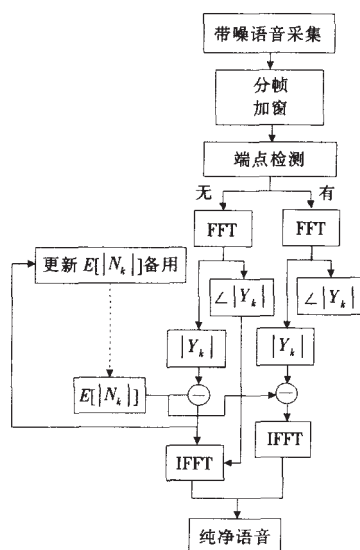 带噪语音采集
分帧
加窗
端点检测
无
有
FFT
FFT
更新 E[|N_k|]备用
∠|Y_k|
∠|Y_k|
|Y_k|
|Y_k|
E[|N_k|]
−
−
IFFT
IFFT
纯净语音